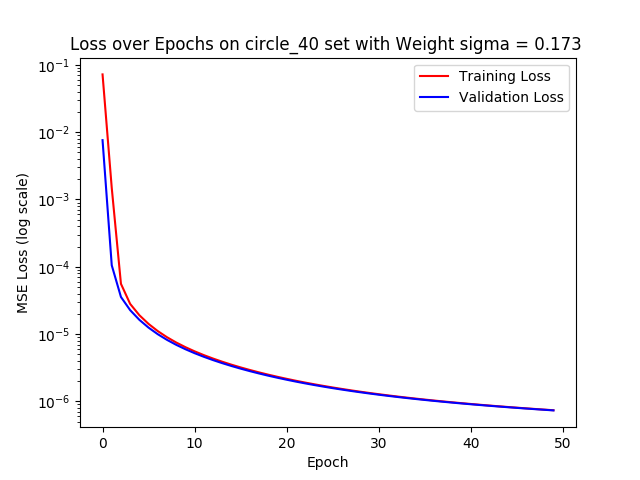 Loss over Epochs on circle_40 set with Weight sigma = 0.173
10⁻¹
10⁻²
10⁻³
10⁻⁴
10⁻⁵
10⁻⁶
MSE Loss (log scale)
Training Loss
Validation Loss
0 10 20 30 40 50
Epoch